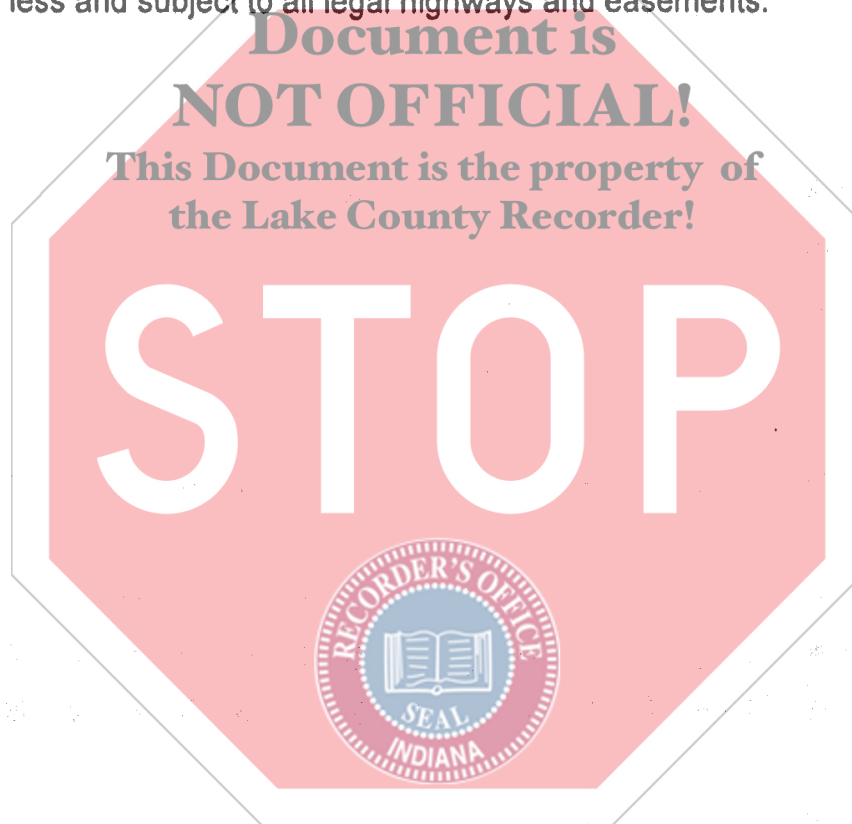 less and subject to all legal highways and easements.
Document is
NOT OFFICIAL!
This Document is the property of
the Lake County Recorder!
STOP
RECORDER'S OFFICE
SEAL
INDIANA